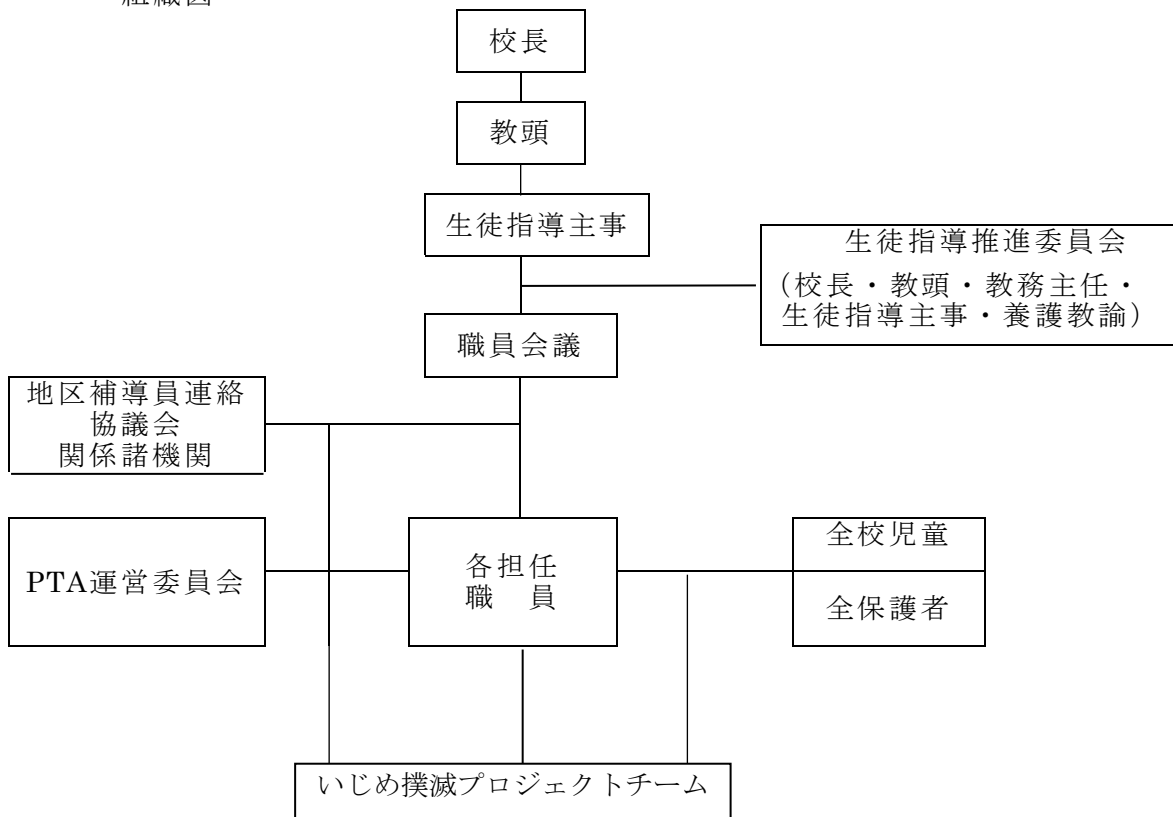 組織図
校長
教頭
生徒指導主事
生徒指導推進委員会
(校長・教頭・教務主任・
生徒指導主事・養護教諭)
職員会議
地区補導員連絡
協議会
関係諸機関
PTA運営委員会
各担任
職　員
全校児童
全保護者
いじめ撲滅プロジェクトチーム